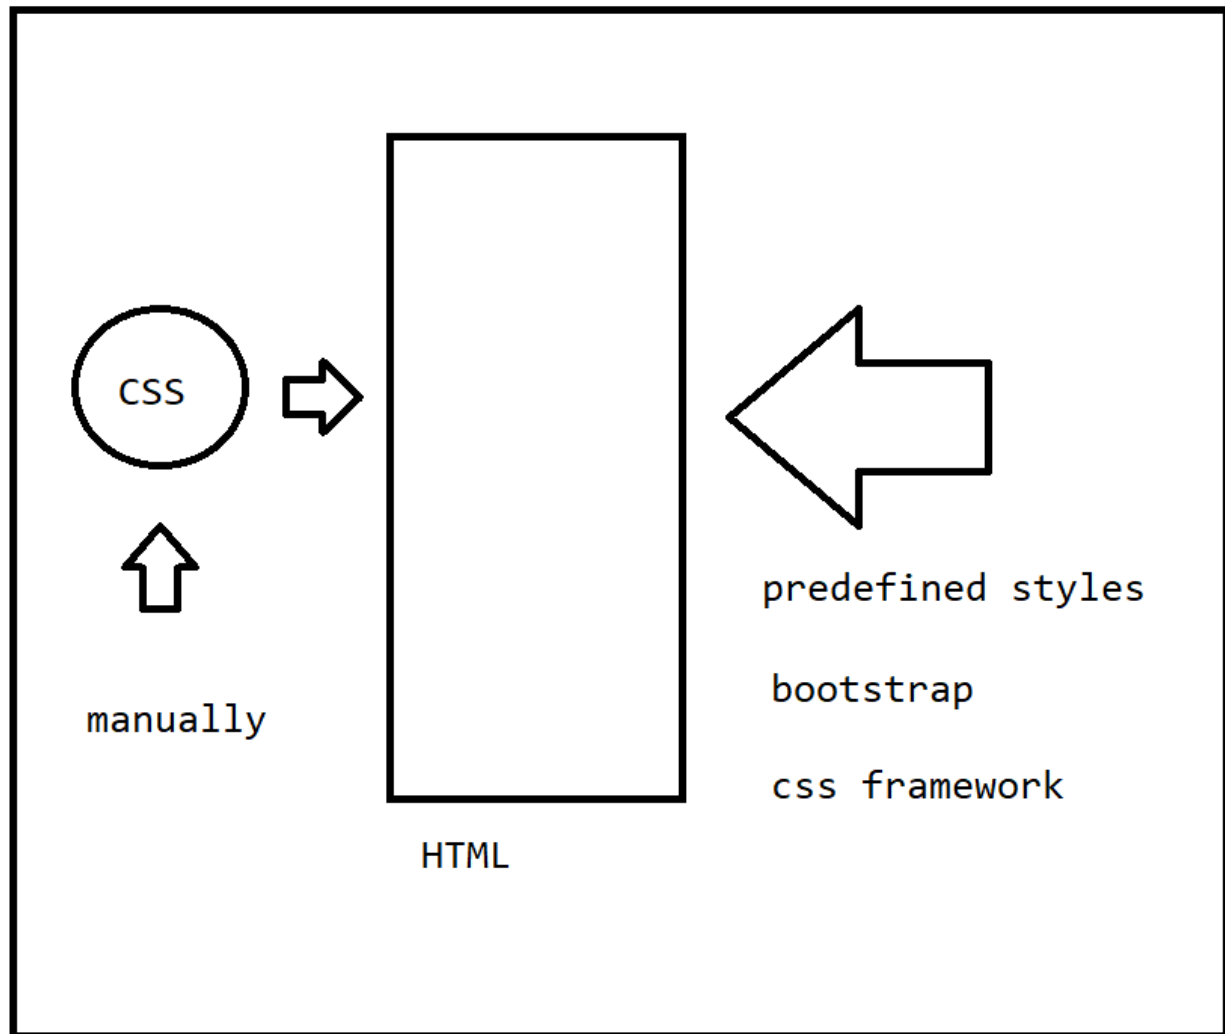 CSS
manually
HTML
predefined styles
bootstrap
css framework